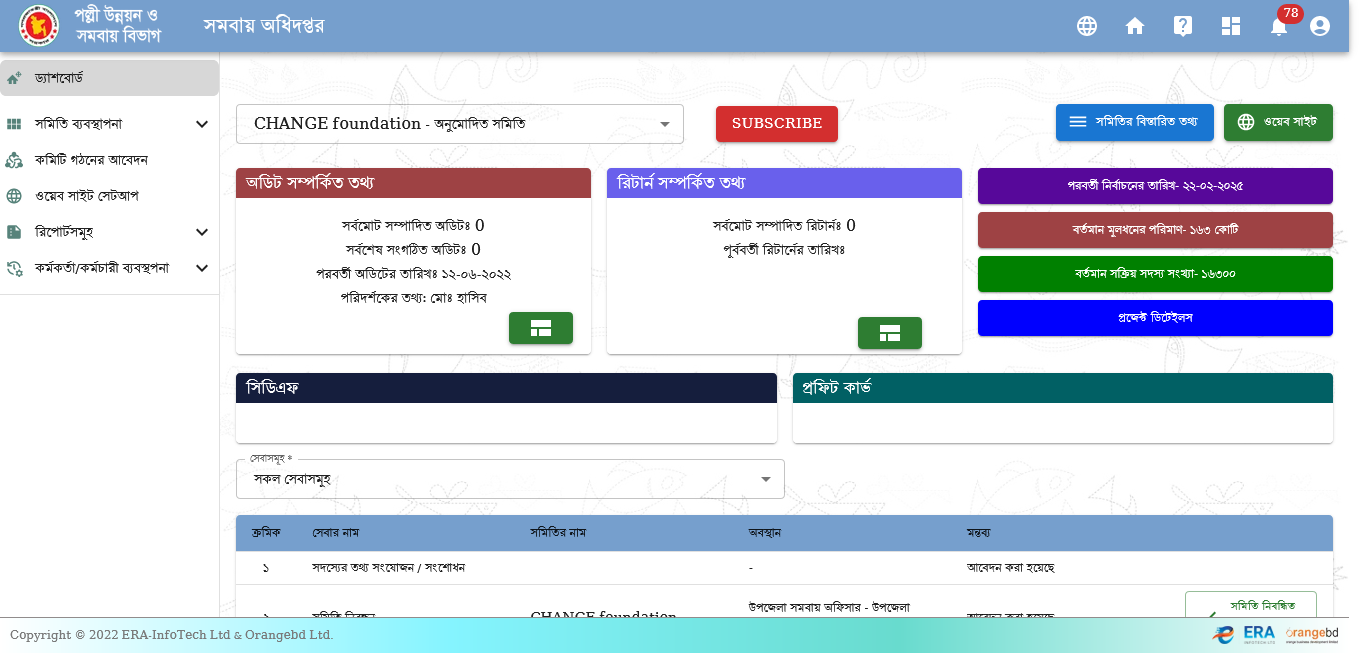 পল্লী উন্নয়ন ও
সমবায় বিভাগ
সমবায় অধিদপ্তর
78
ড্যাশবোর্ড
সমিতি ব্যবস্থাপনা
কমিটি গঠনের আবেদন
ওয়েব সাইট সেটআপ
রিপোর্টসমুহ
কর্মকর্তা/কর্মচারী ব্যবস্থপনা
CHANGE foundation - অনুমোদিত সমিতি
SUBSCRIBE
সমিতির বিস্তারিত তথ্য
ওয়েব সাইট
অডিট সম্পর্কিত তথ্য
সর্বমোট সম্পাদিত অডিটঃ 0
সর্বশেষ সংগঠিত অডিটঃ 0
পরবর্তী অডিটের তারিখঃ ১২-০৬-২০২২
পরিদর্শকের তথ্য: মোঃ হাসিব
রিটার্ন সম্পর্কিত তথ্য
সর্বমোট সম্পাদিত রিটার্নঃ 0
পূর্ববর্তী রিটার্নের তারিখঃ
পরবর্তী নির্বাচনের তারিখ- ২২-০২-২০২৫
বর্তমান মুলধনের পরিমাণ- ১৬৩ কোটি
বর্তমান সক্রিয় সদস্য সংখ্যা- ১৬৩০০
প্রজেক্ট ডিটেইলস
সিডিএফ
প্রফিট কার্ভ
সেবাসমূহ *
সকল সেবাসমুহ
ক্রমিক সেবার নাম সমিতির নাম অবস্থান মন্তব্য
১ সদস্যের তথ্য সংযোজন / সংশোধন - আবেদন করা হয়েছে
উপজেলা সমবায় অফিসার - উপজেলা
সমিতি নিবন্ধিত
CHANGE foundation আবেদন করা হয়েছে
Copyright © 2022 ERA-InfoTech Ltd & Orangebd Ltd.
ERA
orangebd